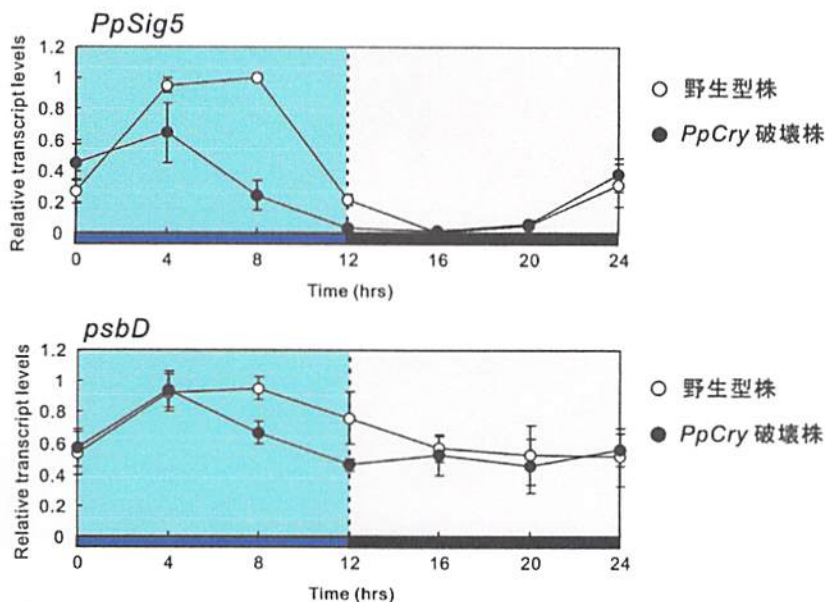 PpSig5
Relative transcript levels
1.2
1
0.8
0.6
0.4
0.2
0
0 4 8 12 16 20 24
Time (hrs)
野生型株
PpCry 破壊株
psbD
Relative transcript levels
1.2
1
0.8
0.6
0.4
0.2
0
0 4 8 12 16 20 24
Time (hrs)
野生型株
PpCry 破壊株